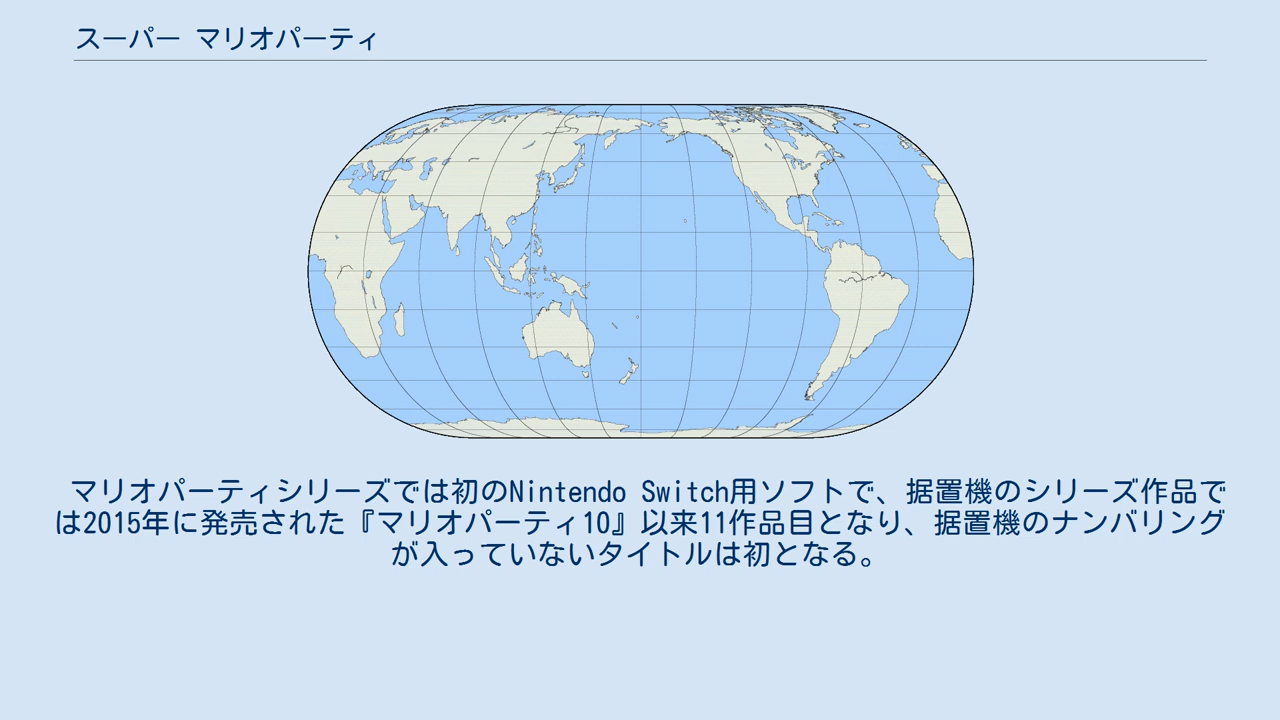 スーパー マリオパーティ
マリオパーティシリーズでは初のNintendo Switch用ソフトで、据置機のシリーズ作品で
は2015年に発売された『マリオパーティ10』以来11作品目となり、据置機のナンバリング
が入っていないタイトルは初となる。